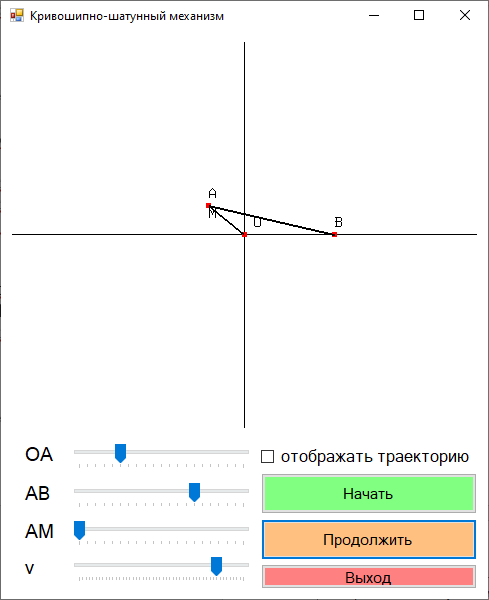 Кривошипно-шатунный механизм
A
M
O
B
OA
отображать траекторию
Начать
AB
AM
Продолжить
v
Выход